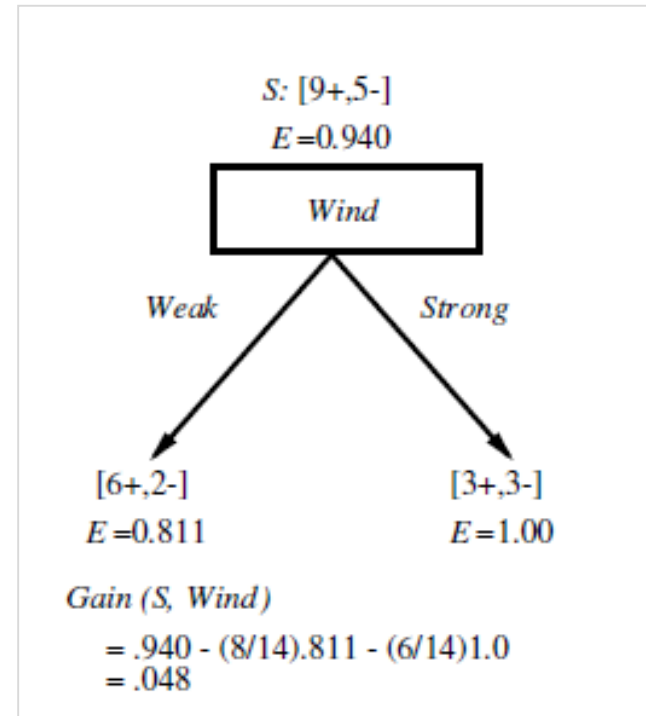 S: [9+,5-]
E=0.940
Wind
Weak Strong
[6+,2-] [3+,3-]
E=0.811 E=1.00
Gain (S, Wind)
= .940 - (8/14).811 - (6/14)1.0
= .048